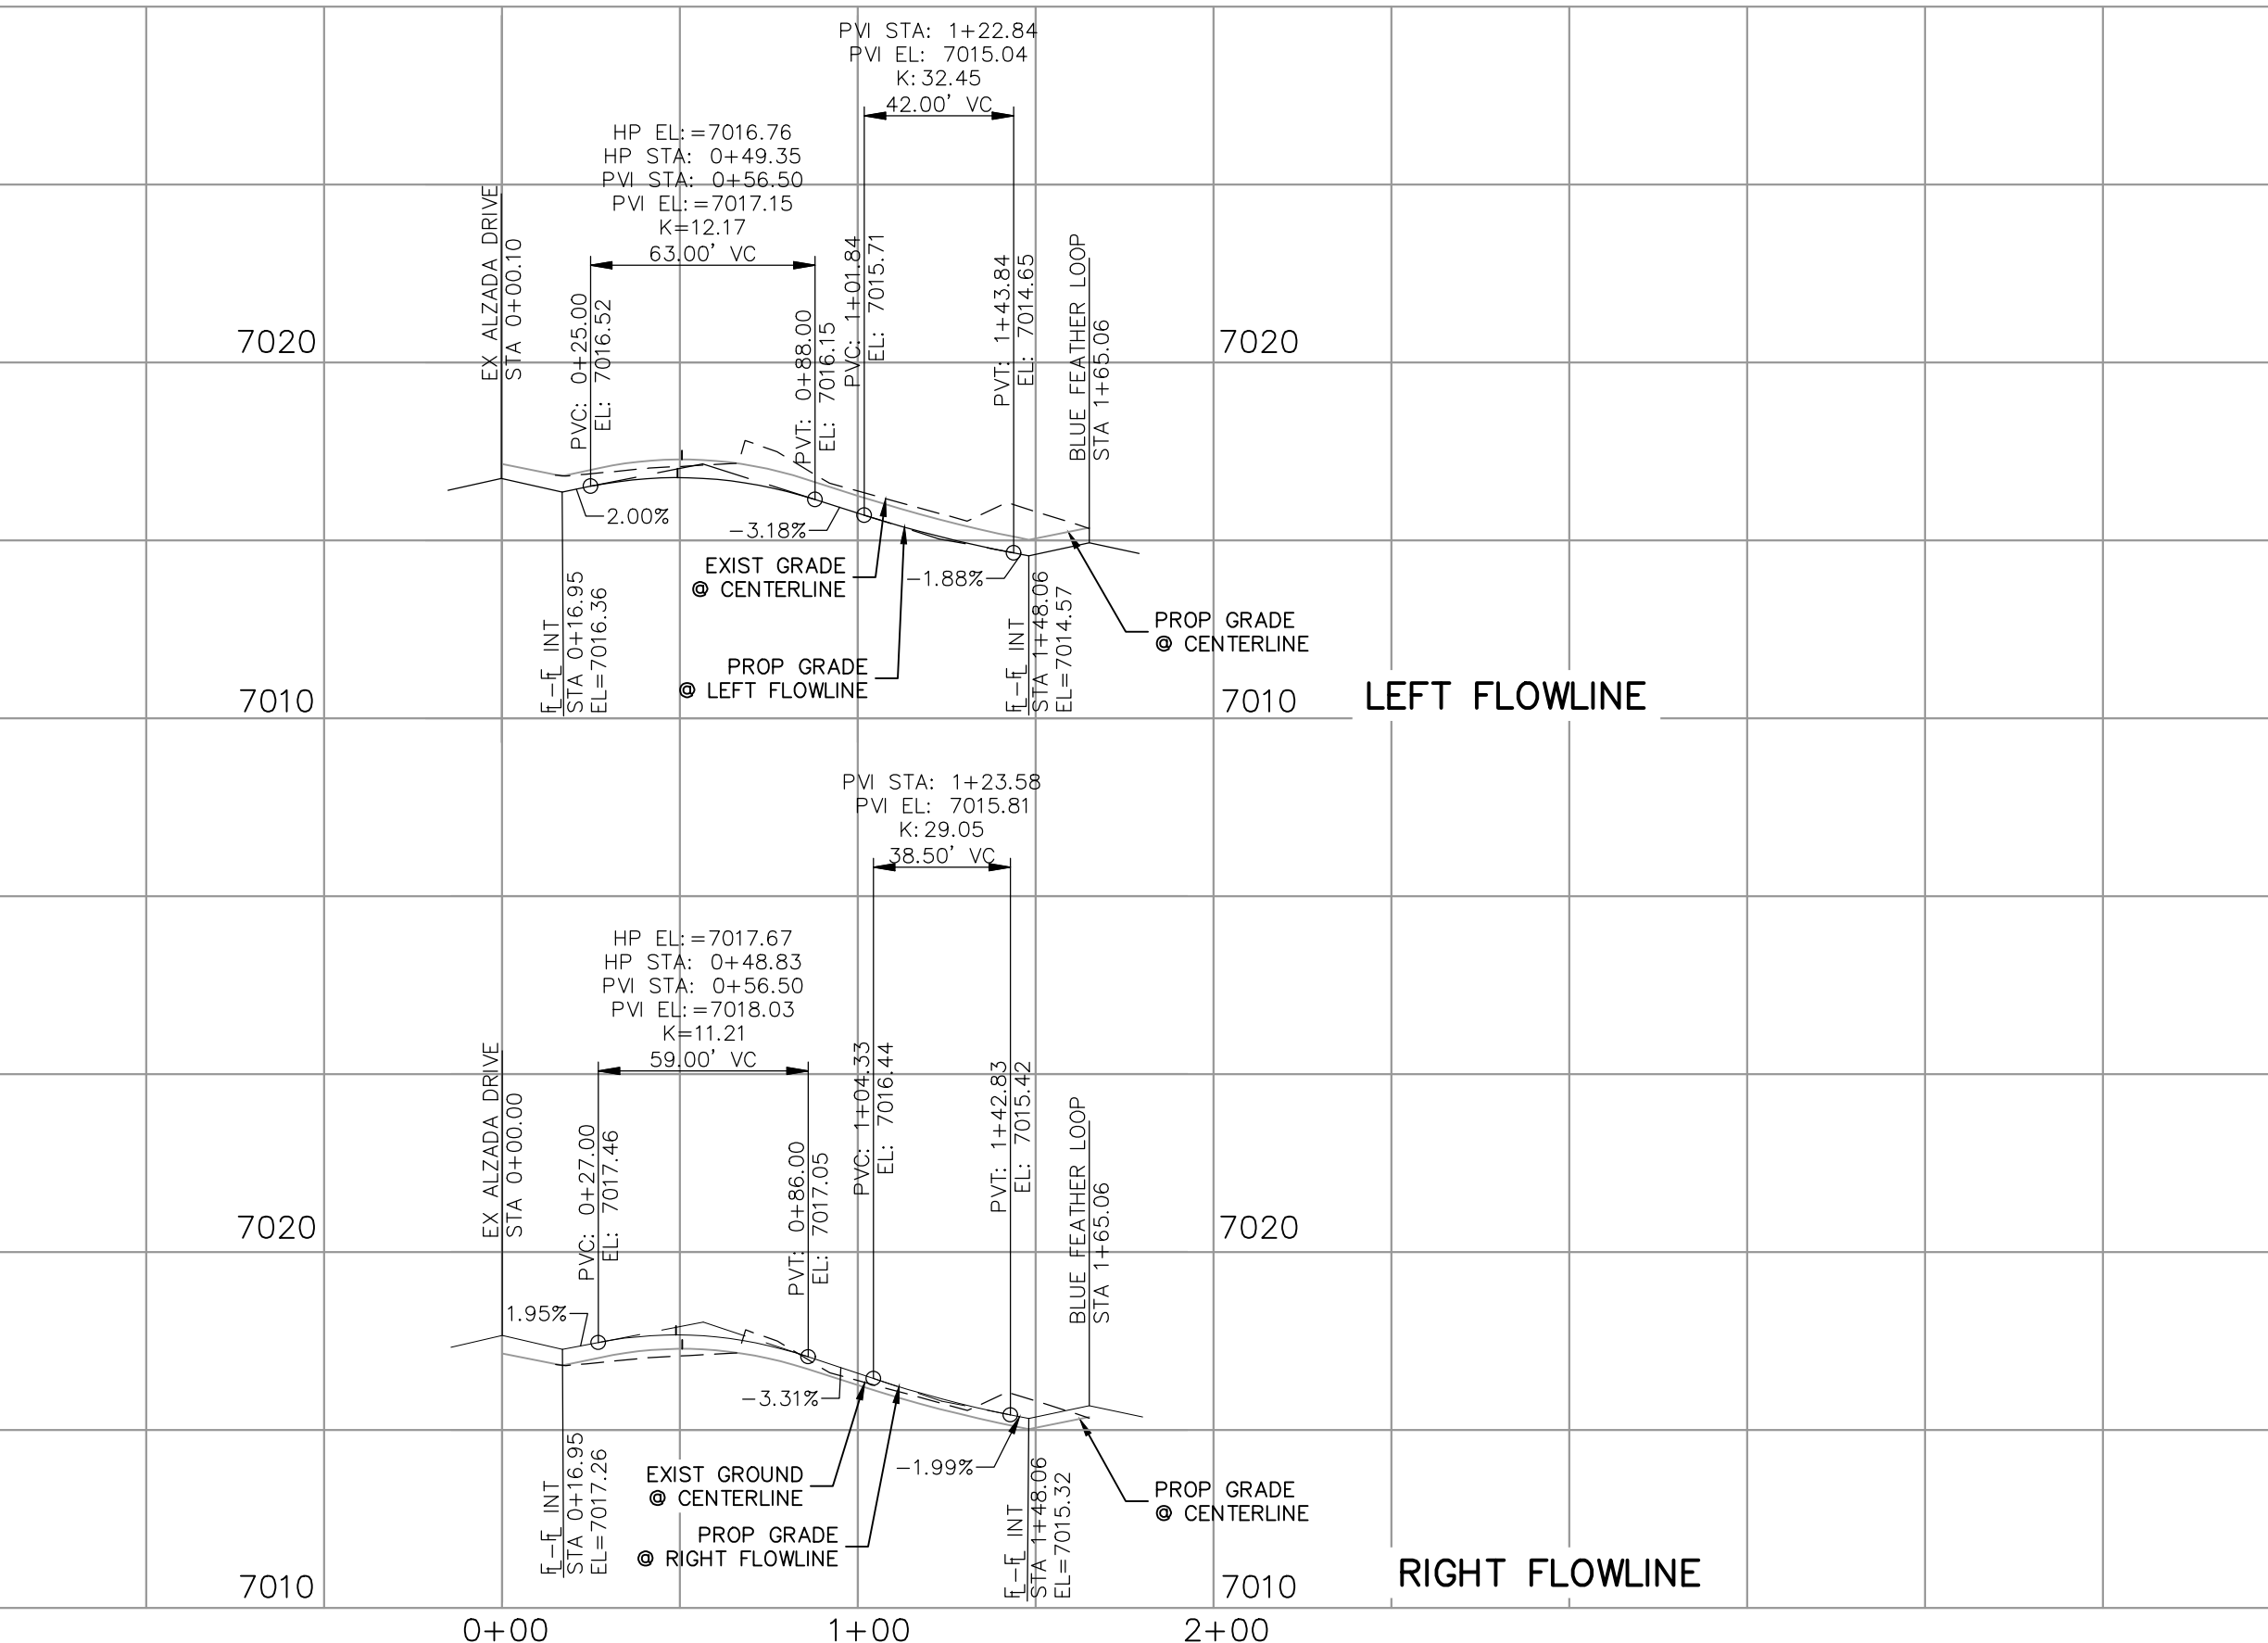 PVI STA: 1+22.84
PVI EL: 7015.04
K: 32.45
42.00' VC
HP EL:=7016.76
HP STA: 0+49.35
PVI STA: 0+56.50
PVI EL:=7017.15
K=12.17
63.00' VC
EX ALZADA DRIVE
STA 0+00.10
PVC: 0+25.00
EL: 7016.52
PVT: 0+88.00
EL: 7016.15
PVC: 1+01.84
EL: 7015.71
PVT: 1+43.84
EL: 7014.65
BLUE FEATHER LOOP
STA 1+65.06
7020
7020
2.00%
-3.18%
-1.88%
EXIST GRADE
@ CENTERLINE
PROP GRADE
@ LEFT FLOWLINE
PROP GRADE
@ CENTERLINE
FL-FL INT
STA 0+16.95
EL=7016.36
FL-FL INT
STA 1+48.06
EL=7014.57
7010
7010
LEFT FLOWLINE
PVI STA: 1+23.58
PVI EL: 7015.81
K: 29.05
38.50' VC
HP EL:=7017.67
HP STA: 0+48.83
PVI STA: 0+56.50
PVI EL:=7018.03
K=11.21
59.00' VC
EX ALZADA DRIVE
STA 0+00.00
PVC: 0+27.00
EL: 7017.46
PVT: 0+86.00
EL: 7017.05
PVC: 1+04.33
EL: 7016.44
PVT: 1+42.83
EL: 7015.42
BLUE FEATHER LOOP
STA 1+65.06
7020
7020
1.95%
-3.31%
-1.99%
EXIST GROUND
@ CENTERLINE
PROP GRADE
@ RIGHT FLOWLINE
PROP GRADE
@ CENTERLINE
FL-FL INT
STA 0+16.95
EL=7017.26
FL-FL INT
STA 1+48.06
EL=7015.32
7010
7010
RIGHT FLOWLINE
0+00
1+00
2+00